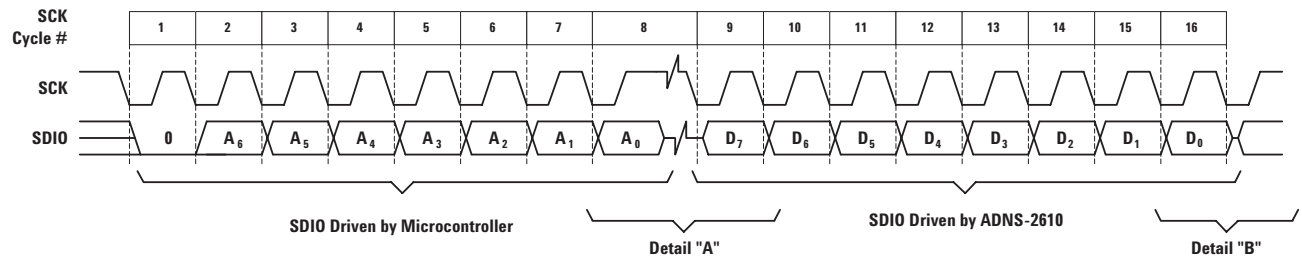 SCK
Cycle #
1 2 3 4 5 6 7 8 9 10 11 12 13 14 15 16
SCK
SDIO 0 A6 A5 A4 A3 A2 A1 A0 D7 D6 D5 D4 D3 D2 D1 D0
SDIO Driven by Microcontroller SDIO Driven by ADNS-2610
Detail "A" Detail "B"